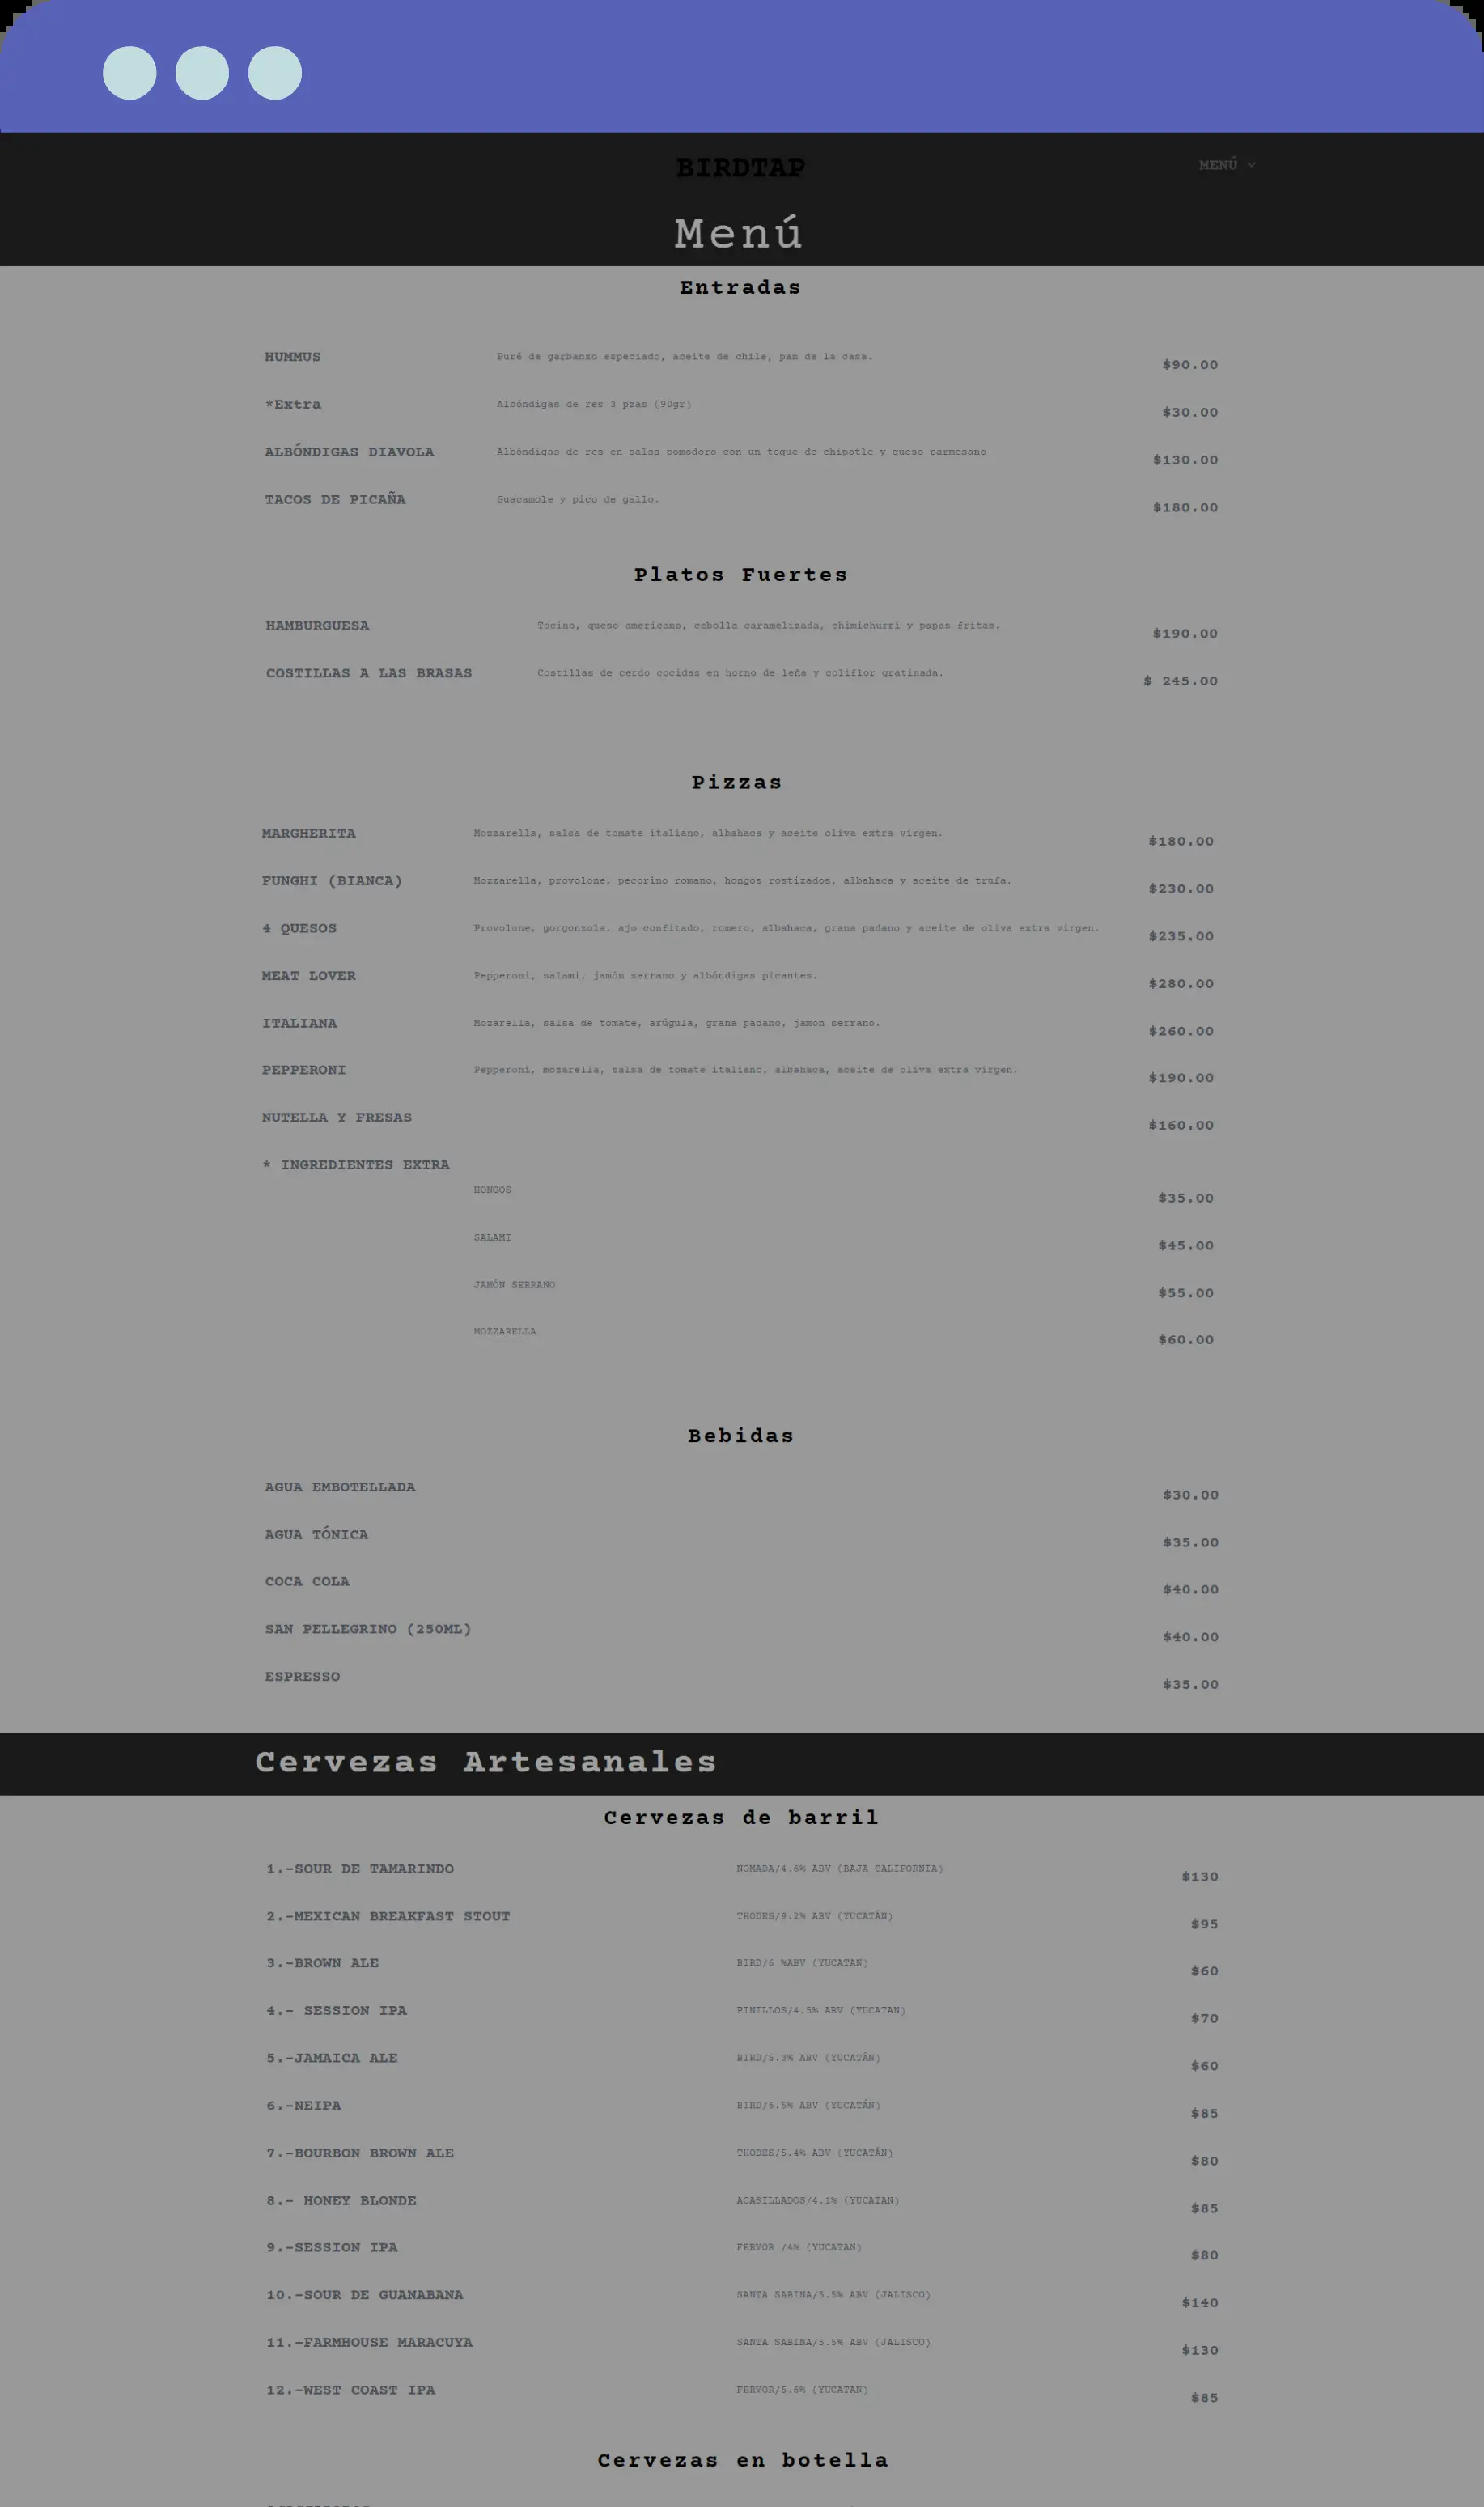 BIRDTAP
MENÚ
Menú
Entradas
HUMMUS Puré de garbanzo especiado, aceite de chile, pan de la casa. $90.00
*Extra Albóndigas de res 3 pzas (90gr) $30.00
ALBÓNDIGAS DIAVOLA Albóndigas de res en salsa pomodoro con un toque de chipotle y queso parmesano $130.00
TACOS DE PICAÑA Guacamole y pico de gallo. $180.00
Platos Fuertes
HAMBURGUESA Tocino, queso americano, cebolla caramelizada, chimichurri y papas fritas. $190.00
COSTILLAS A LAS BRASAS Costillas de cerdo cocidas en horno de leña y coliflor gratinada. $ 245.00
Pizzas
MARGHERITA Mozzarella, salsa de tomate italiano, albahaca y aceite oliva extra virgen. $180.00
FUNGHI (BIANCA) Mozzarella, provolone, pecorino romano, hongos rostizados, albahaca y aceite de trufa. $230.00
4 QUESOS Provolone, gorgonzola, ajo confitado, romero, albahaca, grana padano y aceite de oliva extra virgen. $235.00
MEAT LOVER Pepperoni, salami, jamón serrano y albóndigas picantes. $280.00
ITALIANA Mozarella, salsa de tomate, arúgula, grana padano, jamon serrano. $260.00
PEPPERONI Pepperoni, mozarella, salsa de tomate italiano, albahaca, aceite de oliva extra virgen. $190.00
NUTELLA Y FRESAS $160.00
* INGREDIENTES EXTRA
HONGOS $35.00
SALAMI $45.00
JAMÓN SERRANO $55.00
MOZZARELLA $60.00
Bebidas
AGUA EMBOTELLADA $30.00
AGUA TÓNICA $35.00
COCA COLA $40.00
SAN PELLEGRINO (250ML) $40.00
ESPRESSO $35.00
Cervezas Artesanales
Cervezas de barril
1.-SOUR DE TAMARINDO NOMADA/4.6% ABV (BAJA CALIFORNIA) $130
2.-MEXICAN BREAKFAST STOUT THODES/9.2% ABV (YUCATÁN) $95
3.-BROWN ALE BIRD/6 %ABV (YUCATAN) $60
4.- SESSION IPA PINILLOS/4.5% ABV (YUCATAN) $70
5.-JAMAICA ALE BIRD/5.3% ABV (YUCATÁN) $60
6.-NEIPA BIRD/6.5% ABV (YUCATÁN) $85
7.-BOURBON BROWN ALE THODES/5.4% ABV (YUCATÁN) $80
8.- HONEY BLONDE ACASILLADOS/4.1% (YUCATAN) $85
9.-SESSION IPA FERVOR /4% (YUCATAN) $80
10.-SOUR DE GUANABANA SANTA SABINA/5.5% ABV (JALISCO) $140
11.-FARMHOUSE MARACUYA SANTA SABINA/5.5% ABV (JALISCO) $130
12.-WEST COAST IPA FERVOR/5.6% (YUCATAN) $85
Cervezas en botella